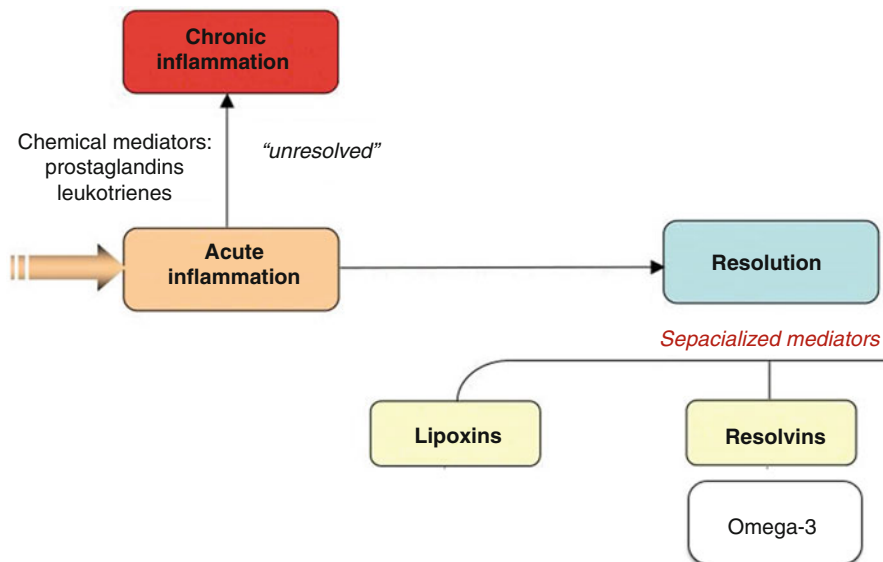 Chronic
inflammation
Chemical mediators:
prostaglandins
leukotrienes
“unresolved”
Acute
inflammation
Resolution
Sepacialized mediators
Lipoxins
Resolvins
Omega-3